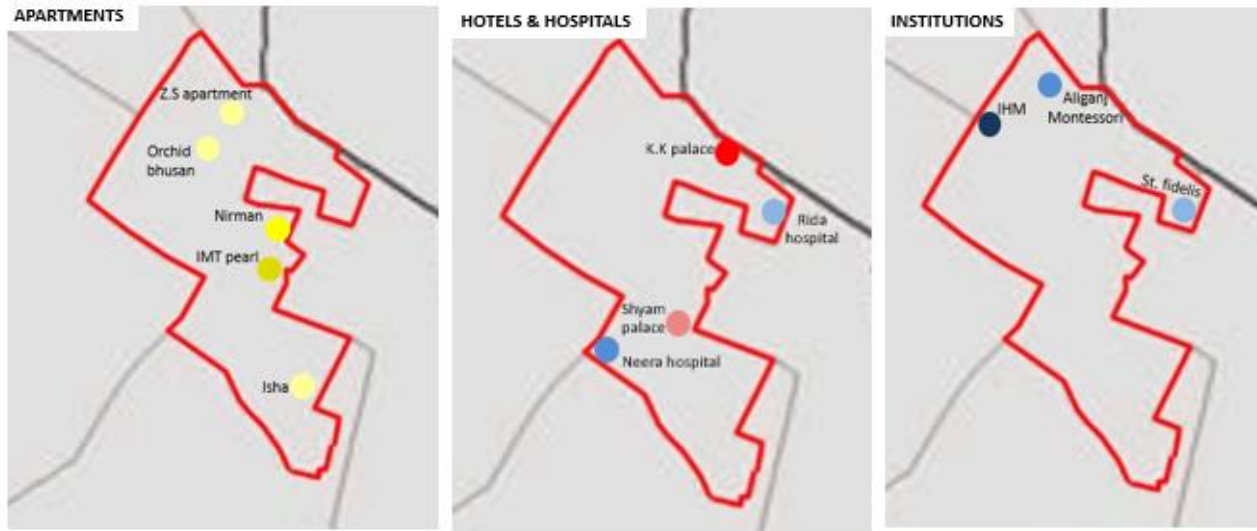 APARTMENTS
Z.S apartment
Orchid
bhusan
Nirman
IMT pearl
Isha
HOTELS & HOSPITALS
K.K palace
Rida
hospital
Shyam
palace
Neera hospital
INSTITUTIONS
IHM
Aliganj
Montessori
St. fidelis